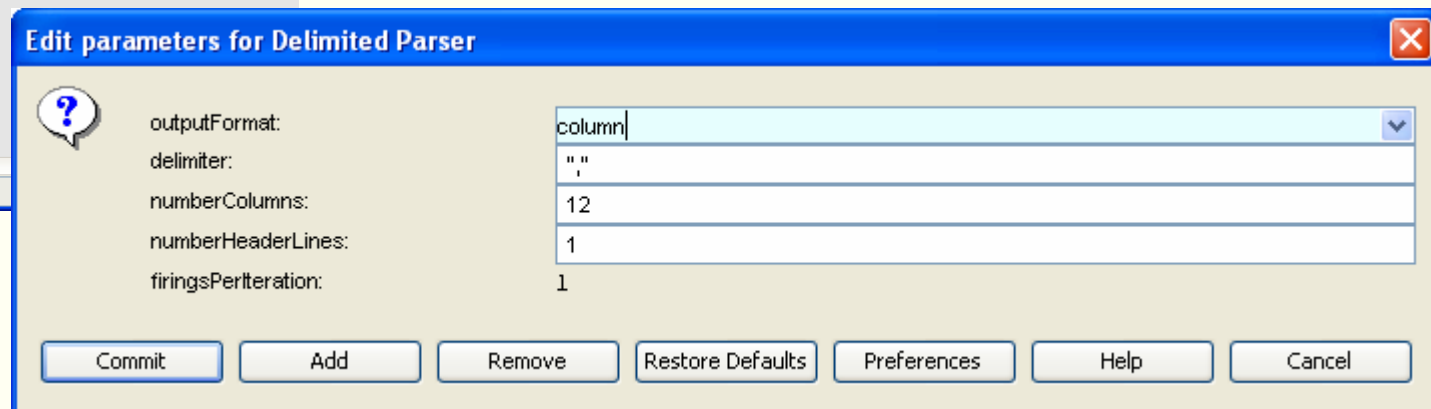 Edit parameters for Delimited Parser
?
outputFormat: column
delimiter: ","
numberColumns: 12
numberHeaderLines: 1
firingsPerIteration: 1
Commit Add Remove Restore Defaults Preferences Help Cancel